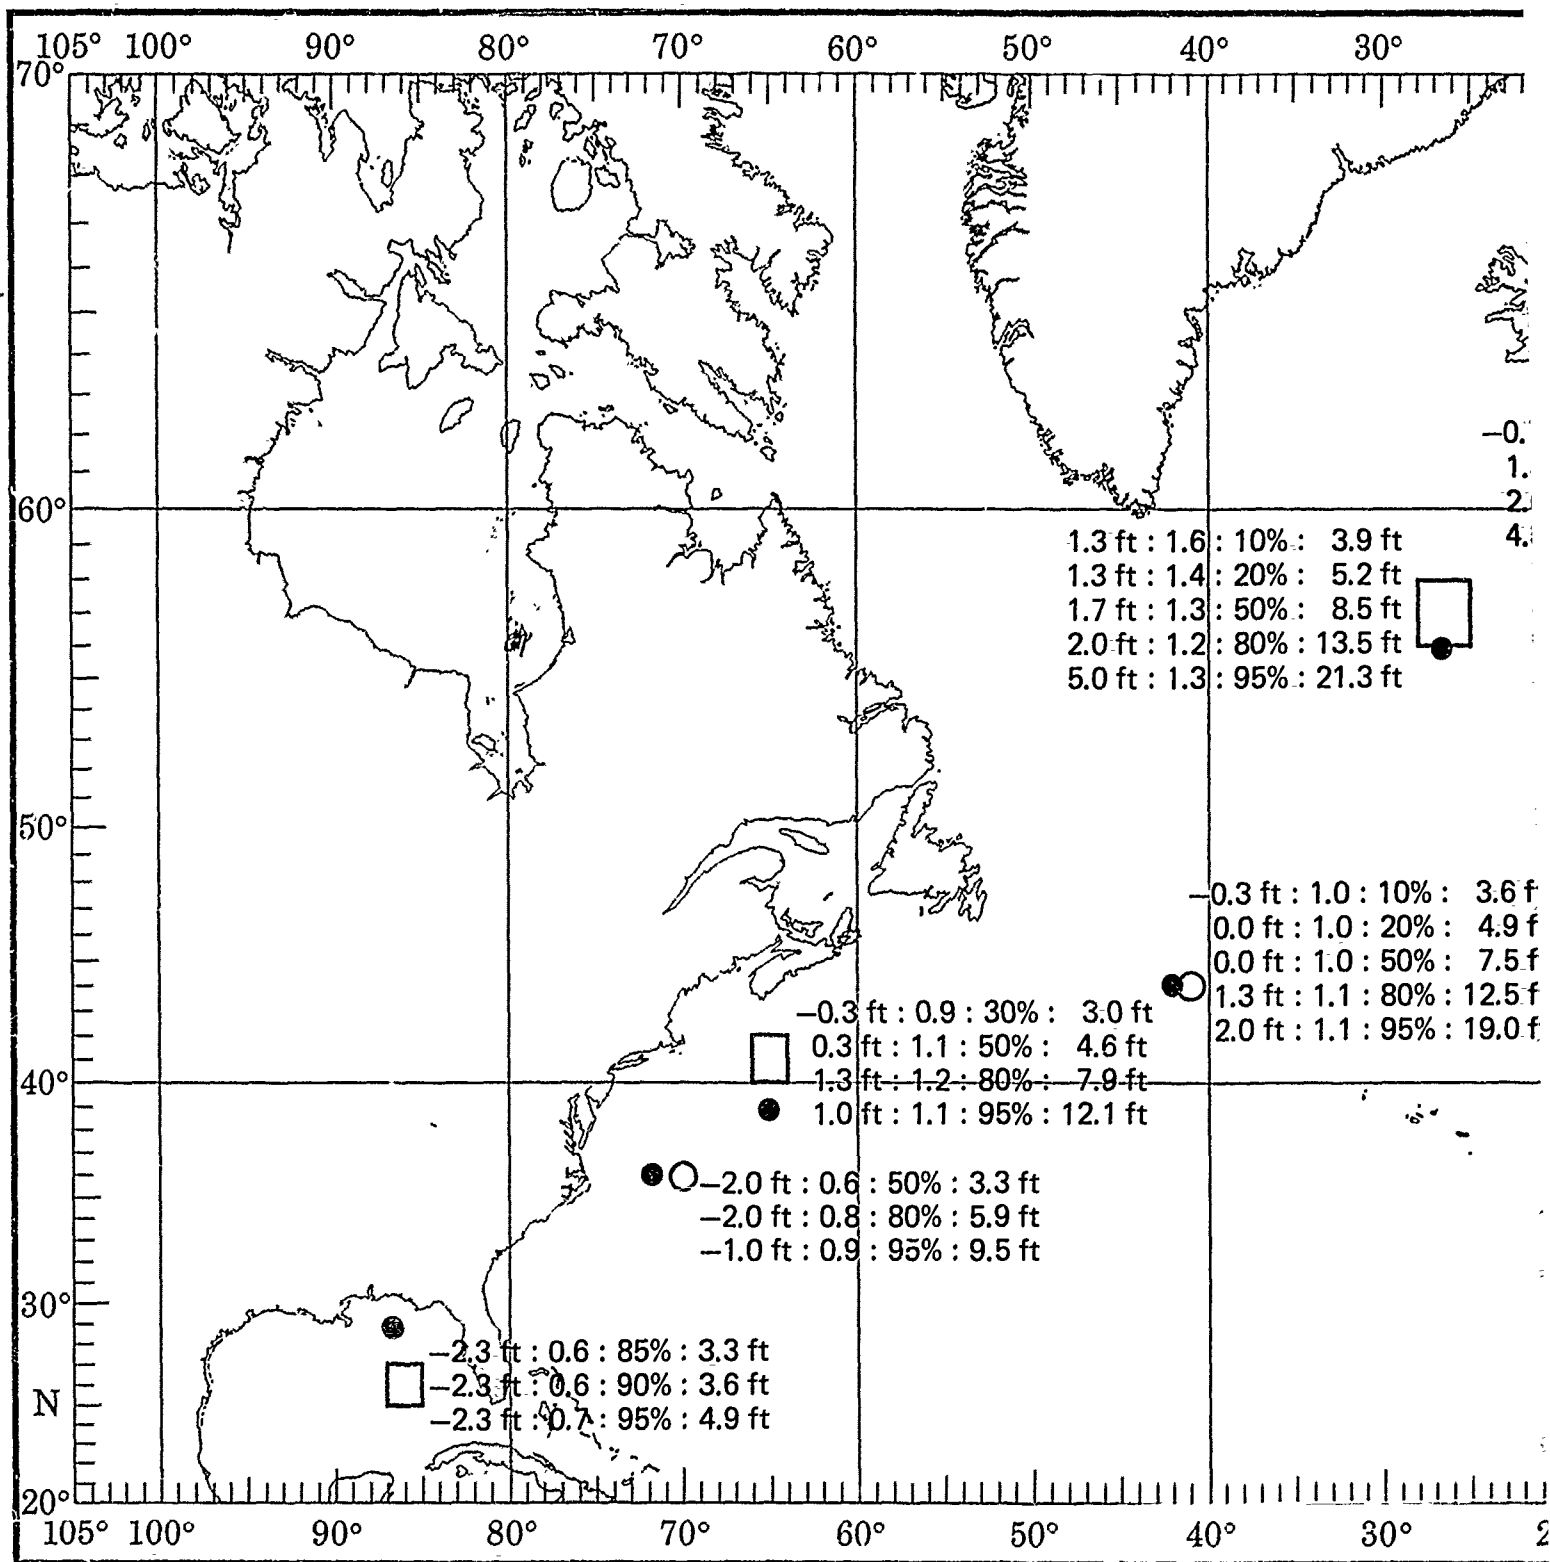 105° 100° 90° 80° 70° 60° 50° 40° 30°
70°
60°
1.3 ft : 1.6 : 10% : 3.9 ft
1.3 ft : 1.4 : 20% : 5.2 ft
1.7 ft : 1.3 : 50% : 8.5 ft
2.0 ft : 1.2 : 80% : 13.5 ft
5.0 ft : 1.3 : 95% : 21.3 ft
50°
−0.3 ft : 1.0 : 10% : 3.6 f
0.0 ft : 1.0 : 20% : 4.9 f
0.0 ft : 1.0 : 50% : 7.5 f
1.3 ft : 1.1 : 80% : 12.5 f
2.0 ft : 1.1 : 95% : 19.0 f
−0.3 ft : 0.9 : 30% : 3.0 ft
0.3 ft : 1.1 : 50% : 4.6 ft
1.3 ft : 1.2 : 80% : 7.9 ft
1.0 ft : 1.1 : 95% : 12.1 ft
40°
−2.0 ft : 0.6 : 50% : 3.3 ft
−2.0 ft : 0.8 : 80% : 5.9 ft
−1.0 ft : 0.9 : 95% : 9.5 ft
30°
−2.3 ft : 0.6 : 85% : 3.3 ft
−2.3 ft : 0.6 : 90% : 3.6 ft
−2.3 ft : 0.7 : 95% : 4.9 ft
N
20°
105° 100° 90° 80° 70° 60° 50° 40° 30°